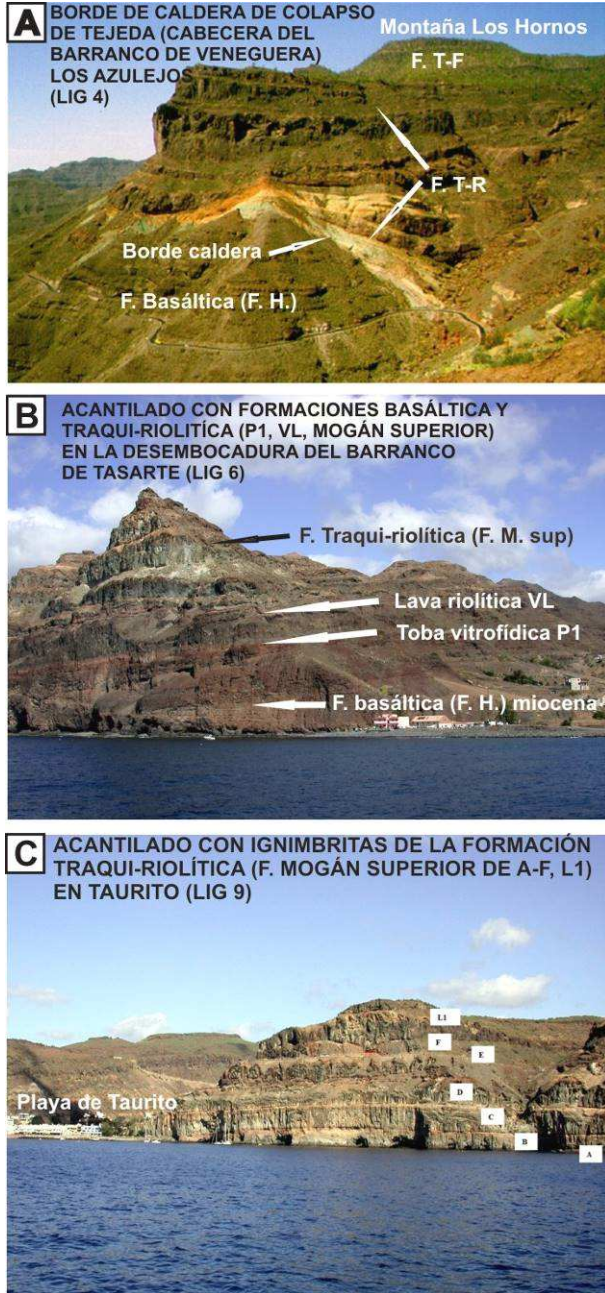 A
BORDE DE CALDERA DE COLAPSO
DE TEJEDA (CABECERA DEL
BARRANCO DE VENEGUERA)
LOS AZULEJOS
(LIG 4)
Montaña Los Hornos
F. T-F
F. T-R
Borde caldera
F. Basáltica (F. H.)
B
ACANTILADO CON FORMACIONES BASÁLTICA Y
TRAQUI-RIOLITÍCA (P1, VL, MOGÁN SUPERIOR)
EN LA DESEMBOCADURA DEL BARRANCO
DE TASARTE (LIG 6)
F. Traqui-riolítica (F. M. sup)
Lava riolítica VL
Toba vitrofídica P1
F. basáltica (F. H.) miocena
C
ACANTILADO CON IGNIMBRITAS DE LA FORMACIÓN
TRAQUI-RIOLÍTICA (F. MOGÁN SUPERIOR DE A-F, L1)
EN TAURITO (LIG 9)
L1
F
E
D
Playa de Taurito
C
B
A